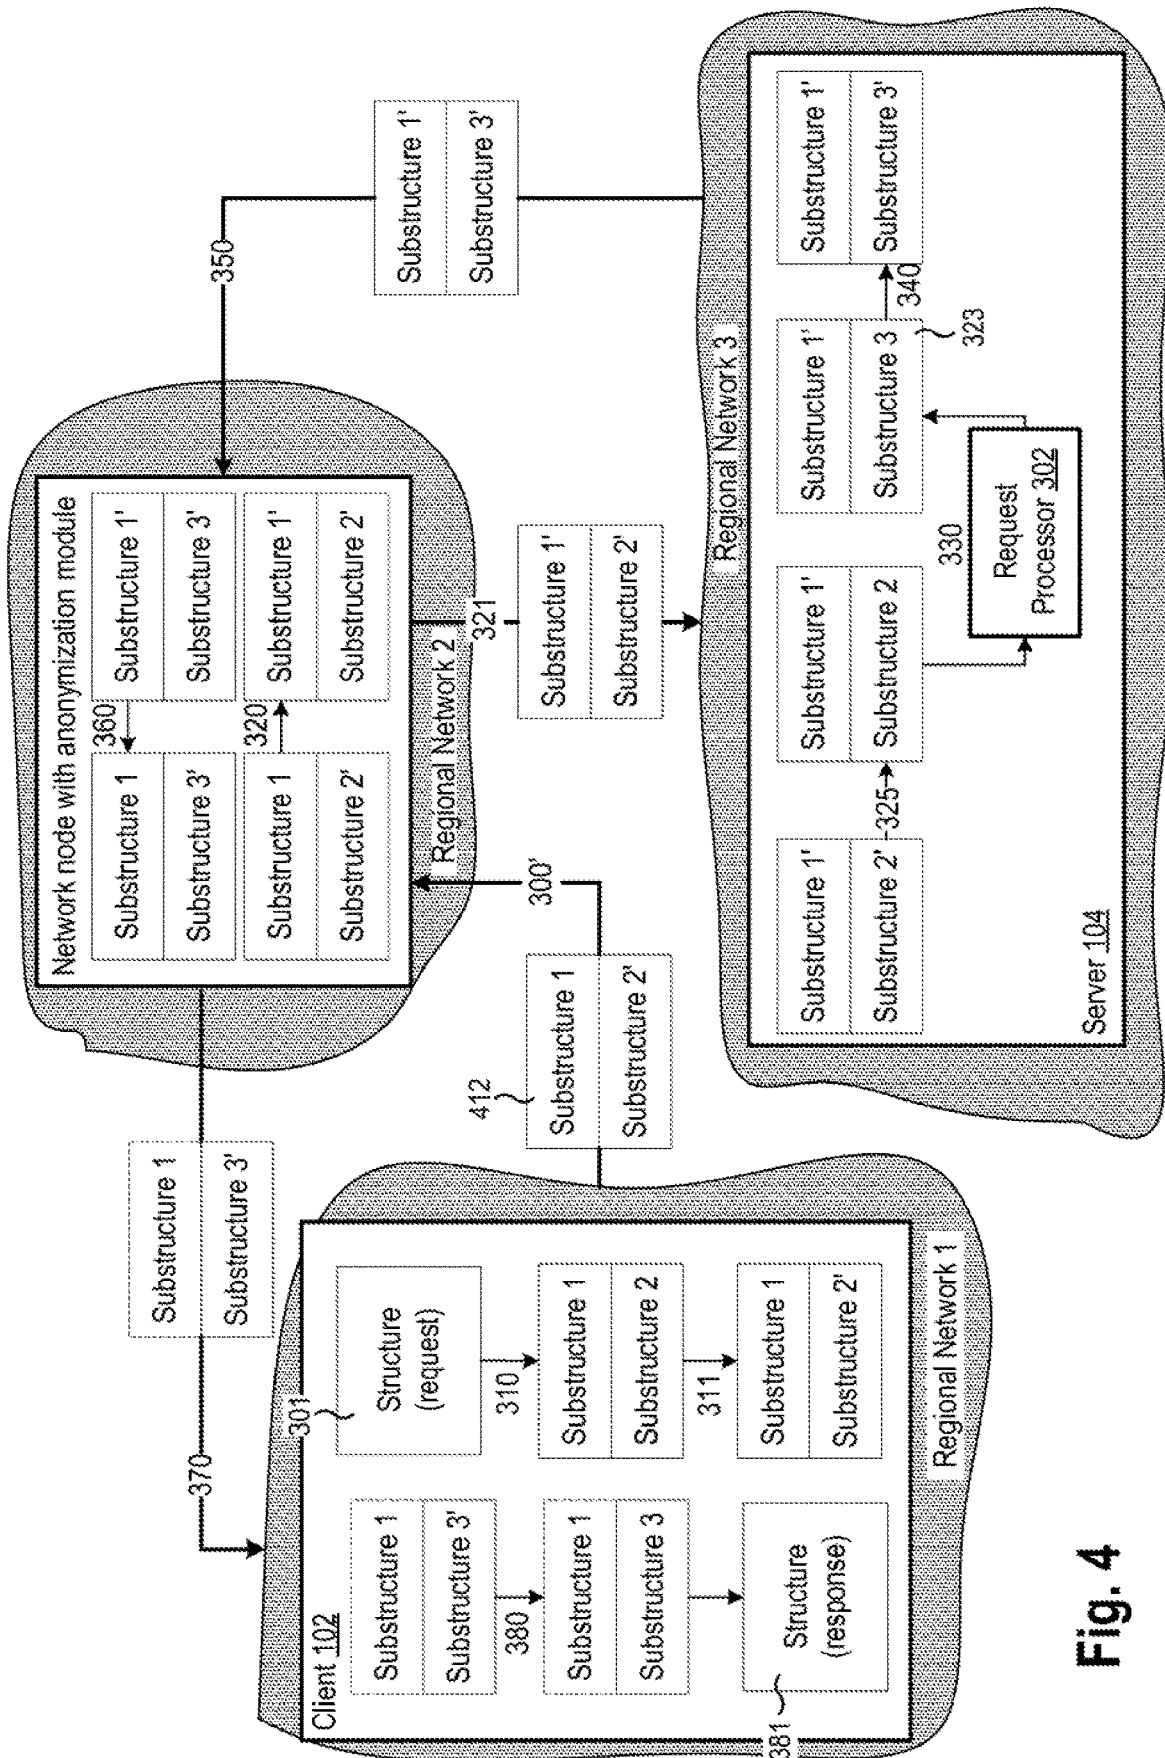 Network node with anonymization module
Substructure 1
Substructure 3'
360
Substructure 1'
Substructure 3'
Substructure 1
Substructure 2'
320
Substructure 1'
Substructure 2'
Regional Network 2
350
Substructure 1'
Substructure 3'
370
Substructure 1
Substructure 3'
412
Substructure 1
Substructure 2'
300'
321
Substructure 1'
Substructure 2'
Client 102
301
Structure
(request)
310
Substructure 1
Substructure 2
311
Substructure 1
Substructure 2'
Substructure 1
Substructure 3'
380
Substructure 1
Substructure 3
Structure
(response)
381
Regional Network 1
Regional Network 3
Substructure 1'
Substructure 2'
325
Substructure 1'
Substructure 2
330
Request
Processor 302
Substructure 1'
Substructure 3
323
340
Substructure 1'
Substructure 3'
Server 104
Fig. 4